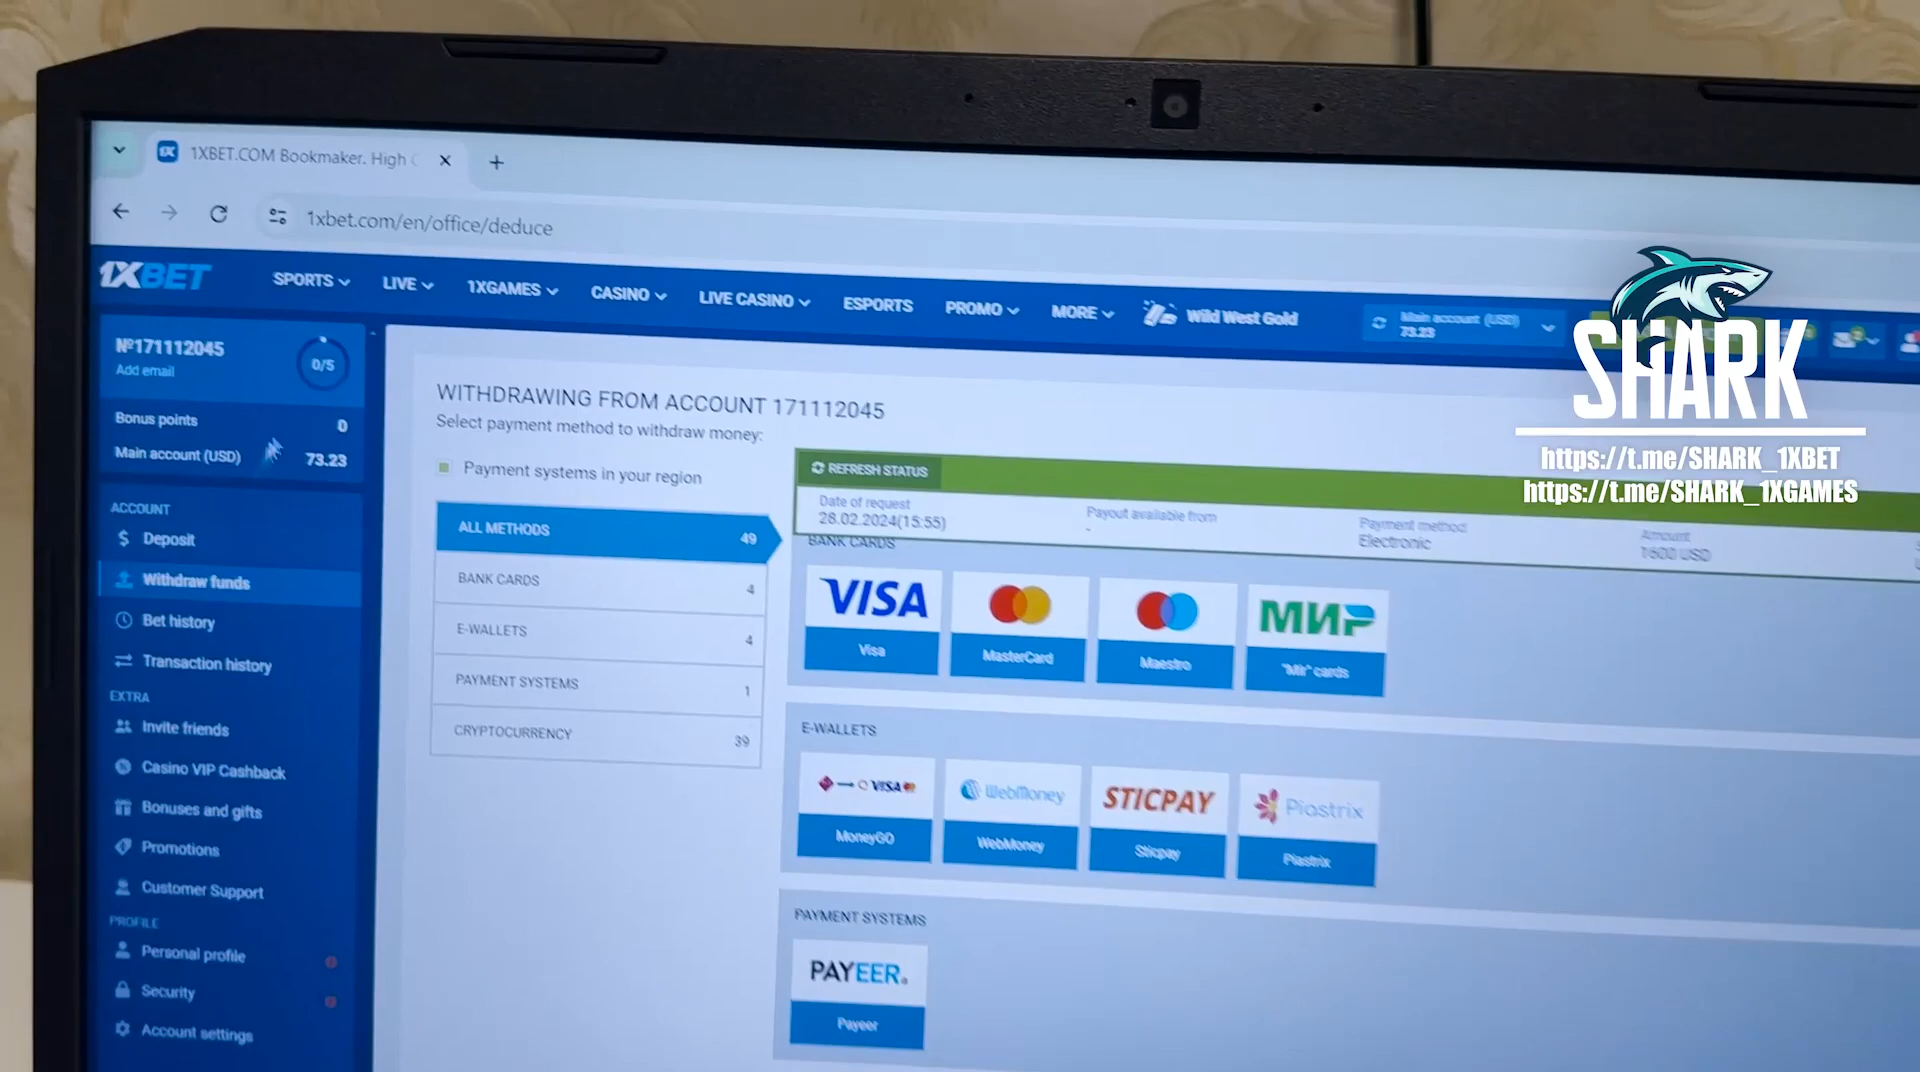 1XBET.COM Bookmaker. High
1xbet.com/en/office/deduce
1XBET
SPORTS
LIVE
1XGAMES
CASINO
LIVE CASINO
ESPORTS
PROMO
MORE
Wild West Gold
Main account (USD)
73.23
№171112045
Add email
0/5
Bonus points
0
Main account (USD)
73.23
ACCOUNT
Deposit
Withdraw funds
Bet history
Transaction history
EXTRA
Invite friends
Casino VIP Cashback
Bonuses and gifts
Promotions
Customer Support
PROFILE
Personal profile
Security
Account settings
WITHDRAWING FROM ACCOUNT 171112045
Select payment method to withdraw money:
Payment systems in your region
ALL METHODS 49
BANK CARDS 4
E-WALLETS 4
PAYMENT SYSTEMS 1
CRYPTOCURRENCY 39
REFRESH STATUS
Date of request
28.02.2024(15:55)
Payout available from
-
Payment method
Electronic
Amount
1600 USD
BANK CARDS
VISA
МИР
Visa
MasterCard
Maestro
"Mir" cards
E-WALLETS
VISA
WebMoney
STICPAY
Piastrix
MoneyGO
WebMoney
Sticpay
Piastrix
PAYMENT SYSTEMS
PAYEER
Payeer
SHARK
https://t.me/SHARK_1XBET
https://t.me/SHARK_1XGAMES